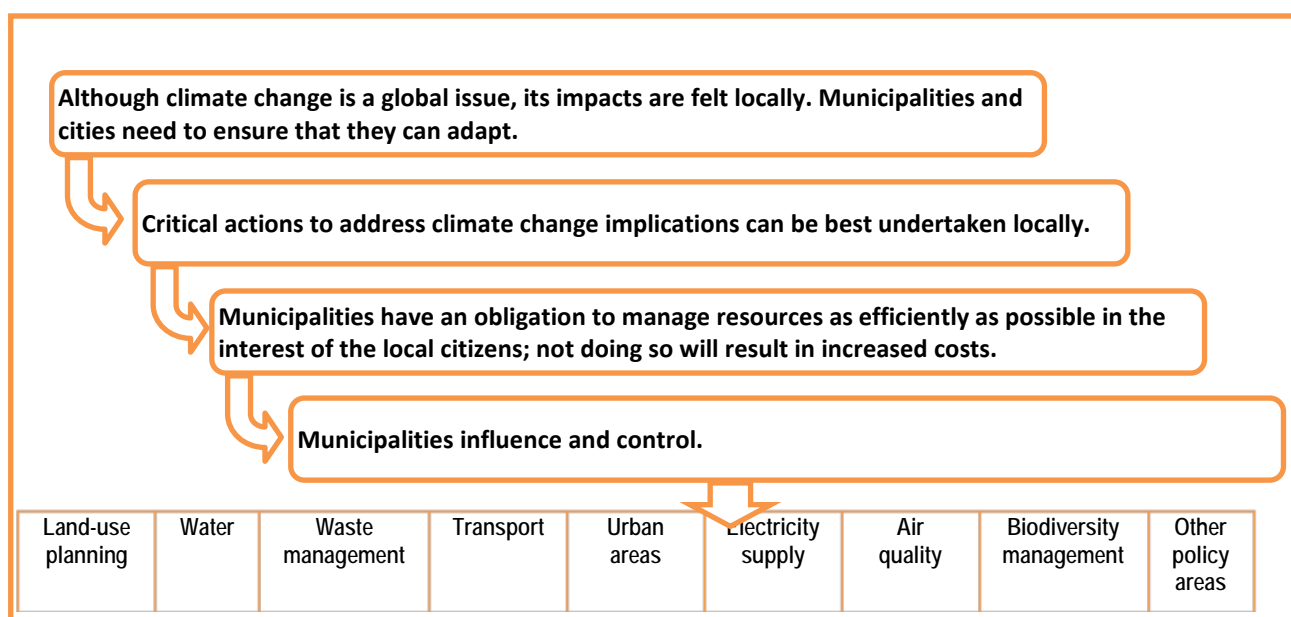 Although climate change is a global issue, its impacts are felt locally. Municipalities and
cities need to ensure that they can adapt.
Critical actions to address climate change implications can be best undertaken locally.
Municipalities have an obligation to manage resources as efficiently as possible in the
interest of the local citizens; not doing so will result in increased costs.
Municipalities influence and control.
Land-use
planning
Water
Waste
management
Transport
Urban
areas
Electricity
supply
Air
quality
Biodiversity
management
Other
policy
areas